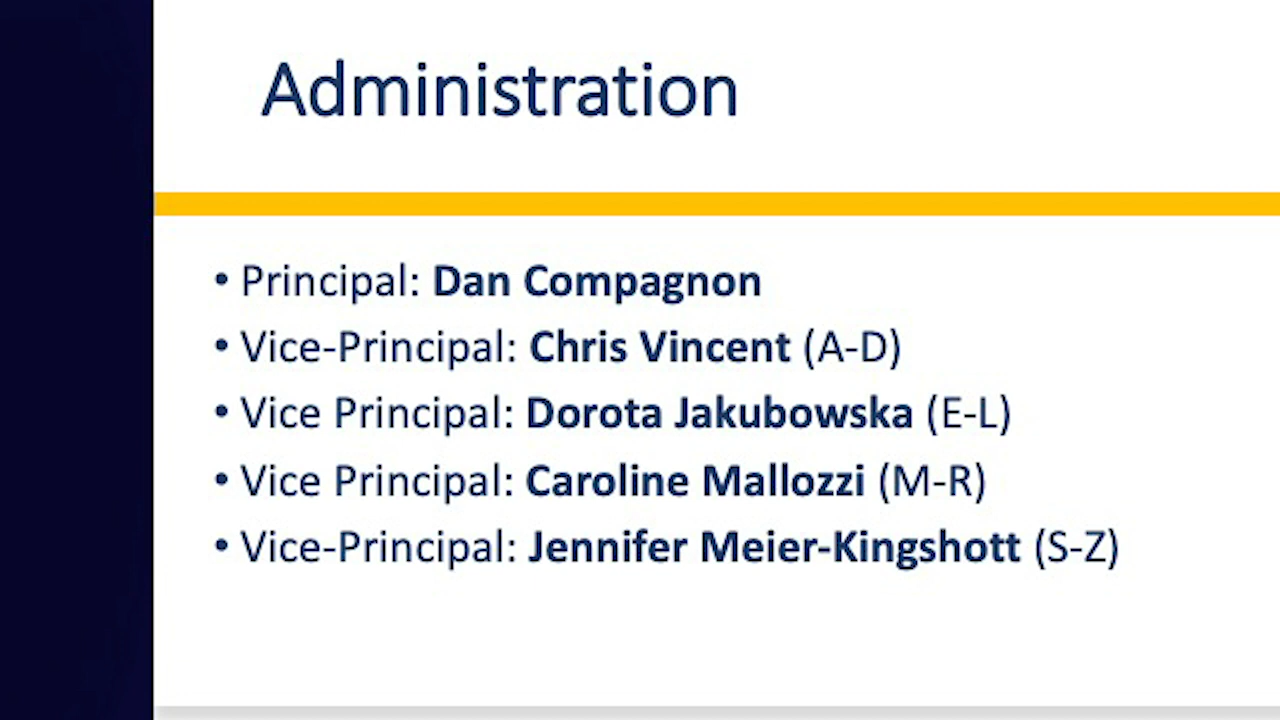 Administration
• Principal: Dan Compagnon
• Vice-Principal: Chris Vincent (A-D)
• Vice Principal: Dorota Jakubowska (E-L)
• Vice Principal: Caroline Mallozzi (M-R)
• Vice-Principal: Jennifer Meier-Kingshott (S-Z)